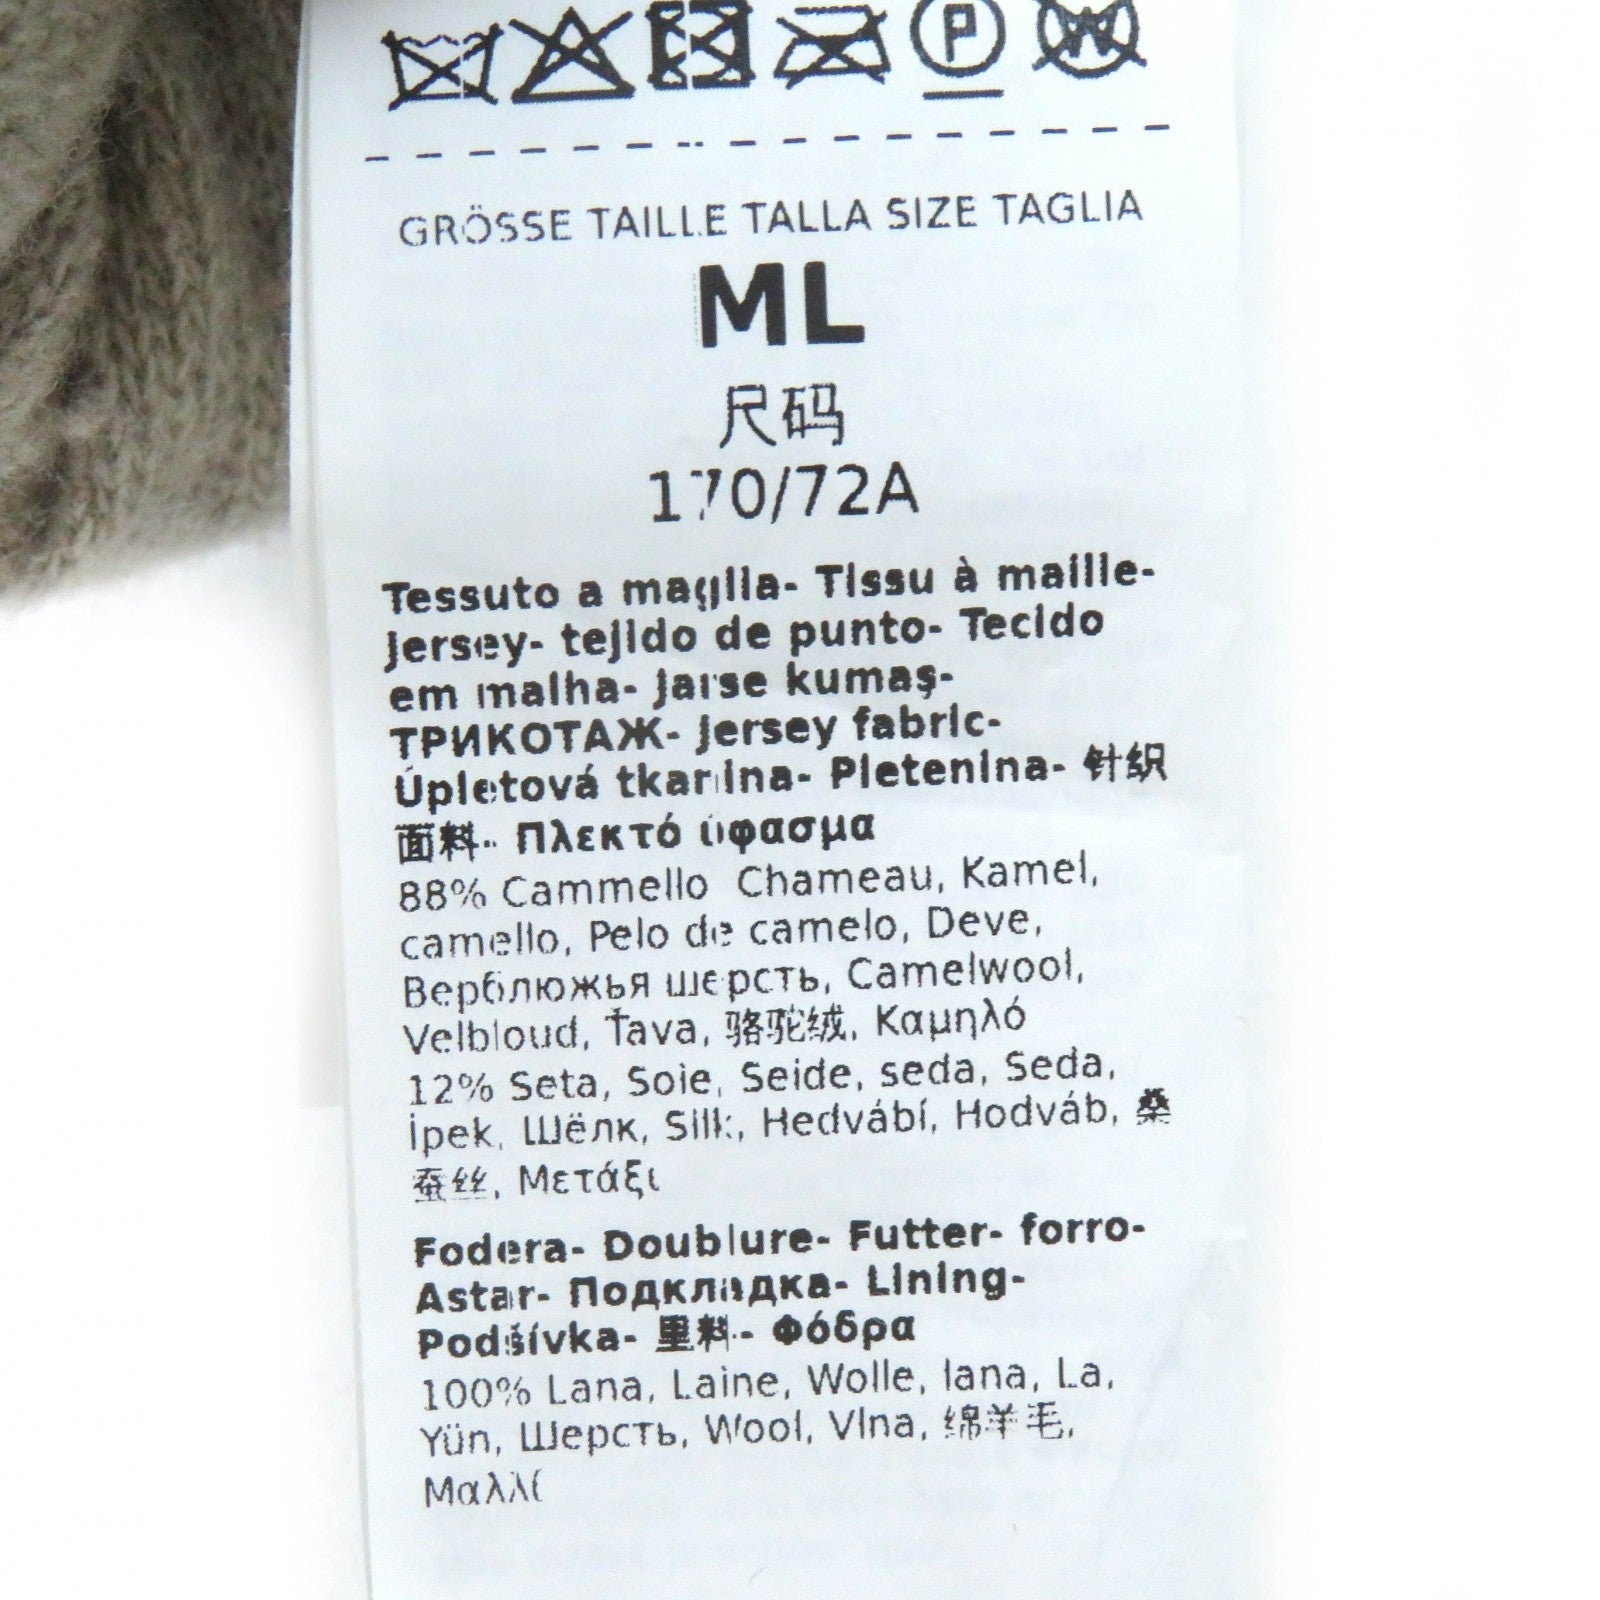 P W
GRÖSSE TAILLE TALLA SIZE TAGLIA
ML
尺码
170/72A
Tessuto a maglia- Tissu à maille-
Jersey- tejido de punto- Tecido
em malha- Jarse kumaş-
ТРИКОТАЖ- Jersey fabric-
Úpletová tkanina- Pletenina- 针织
面料- Πλεκτό ύφασμα
88% Cammello Chameau, Kamel,
camello, Pelo de camelo, Deve,
Верблюжья шерсть, Camelwool,
Velbloud, Ťava, 骆驼绒, Καμηλό
12% Seta, Soie, Seide, seda, Seda,
İpek, Шёлк, Silk, Hedvábí, Hodváb, 桑
蚕丝, Μετάξι
Fodera- Doublure- Futter- forro-
Astar- Подкладка- Lining-
Podšívka- 里料- Φόδρα
100% Lana, Laine, Wolle, lana, La,
Yün, Шерсть, Wool, Vlna, 绵羊毛,
Μαλλί